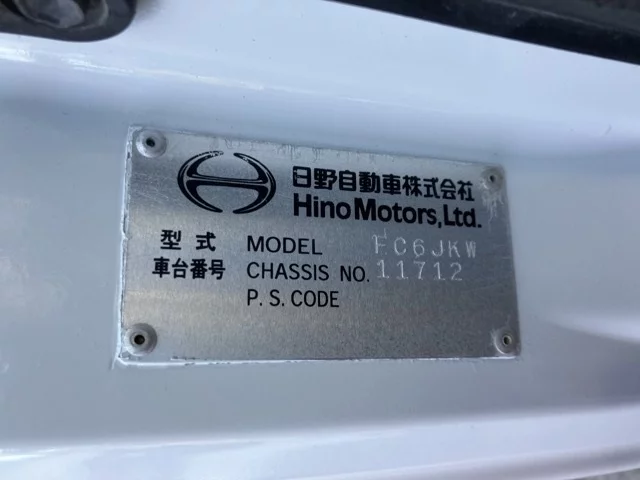 日野自動車株式会社
Hino Motors, Ltd.
型式 MODEL FC6JKW
車台番号 CHASSIS NO. 11712
P.S.CODE